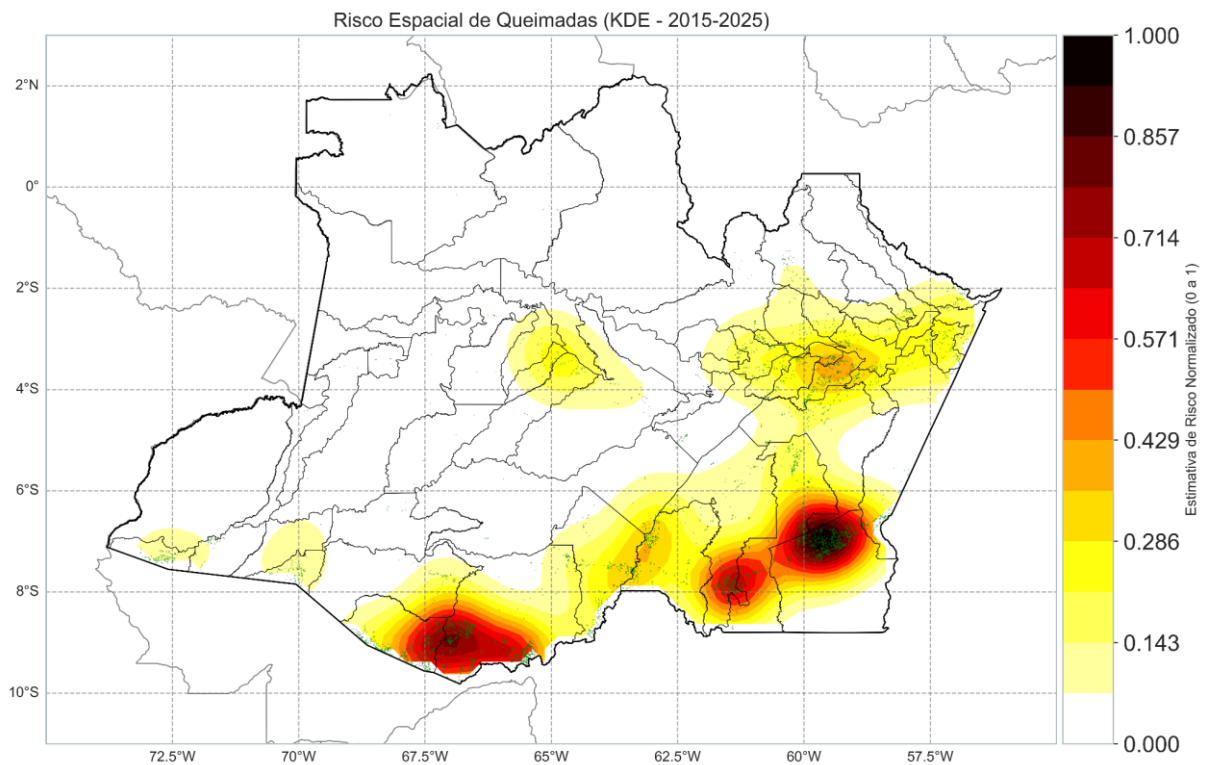 Risco Espacial de Queimadas (KDE - 2015-2025)
2°N
0°
2°S
4°S
6°S
8°S
10°S
72.5°W
70°W
67.5°W
65°W
62.5°W
60°W
57.5°W
1.000
0.857
0.714
0.571
0.429
0.286
0.143
0.000
Estimativa de Risco Normalizado (0 a 1)